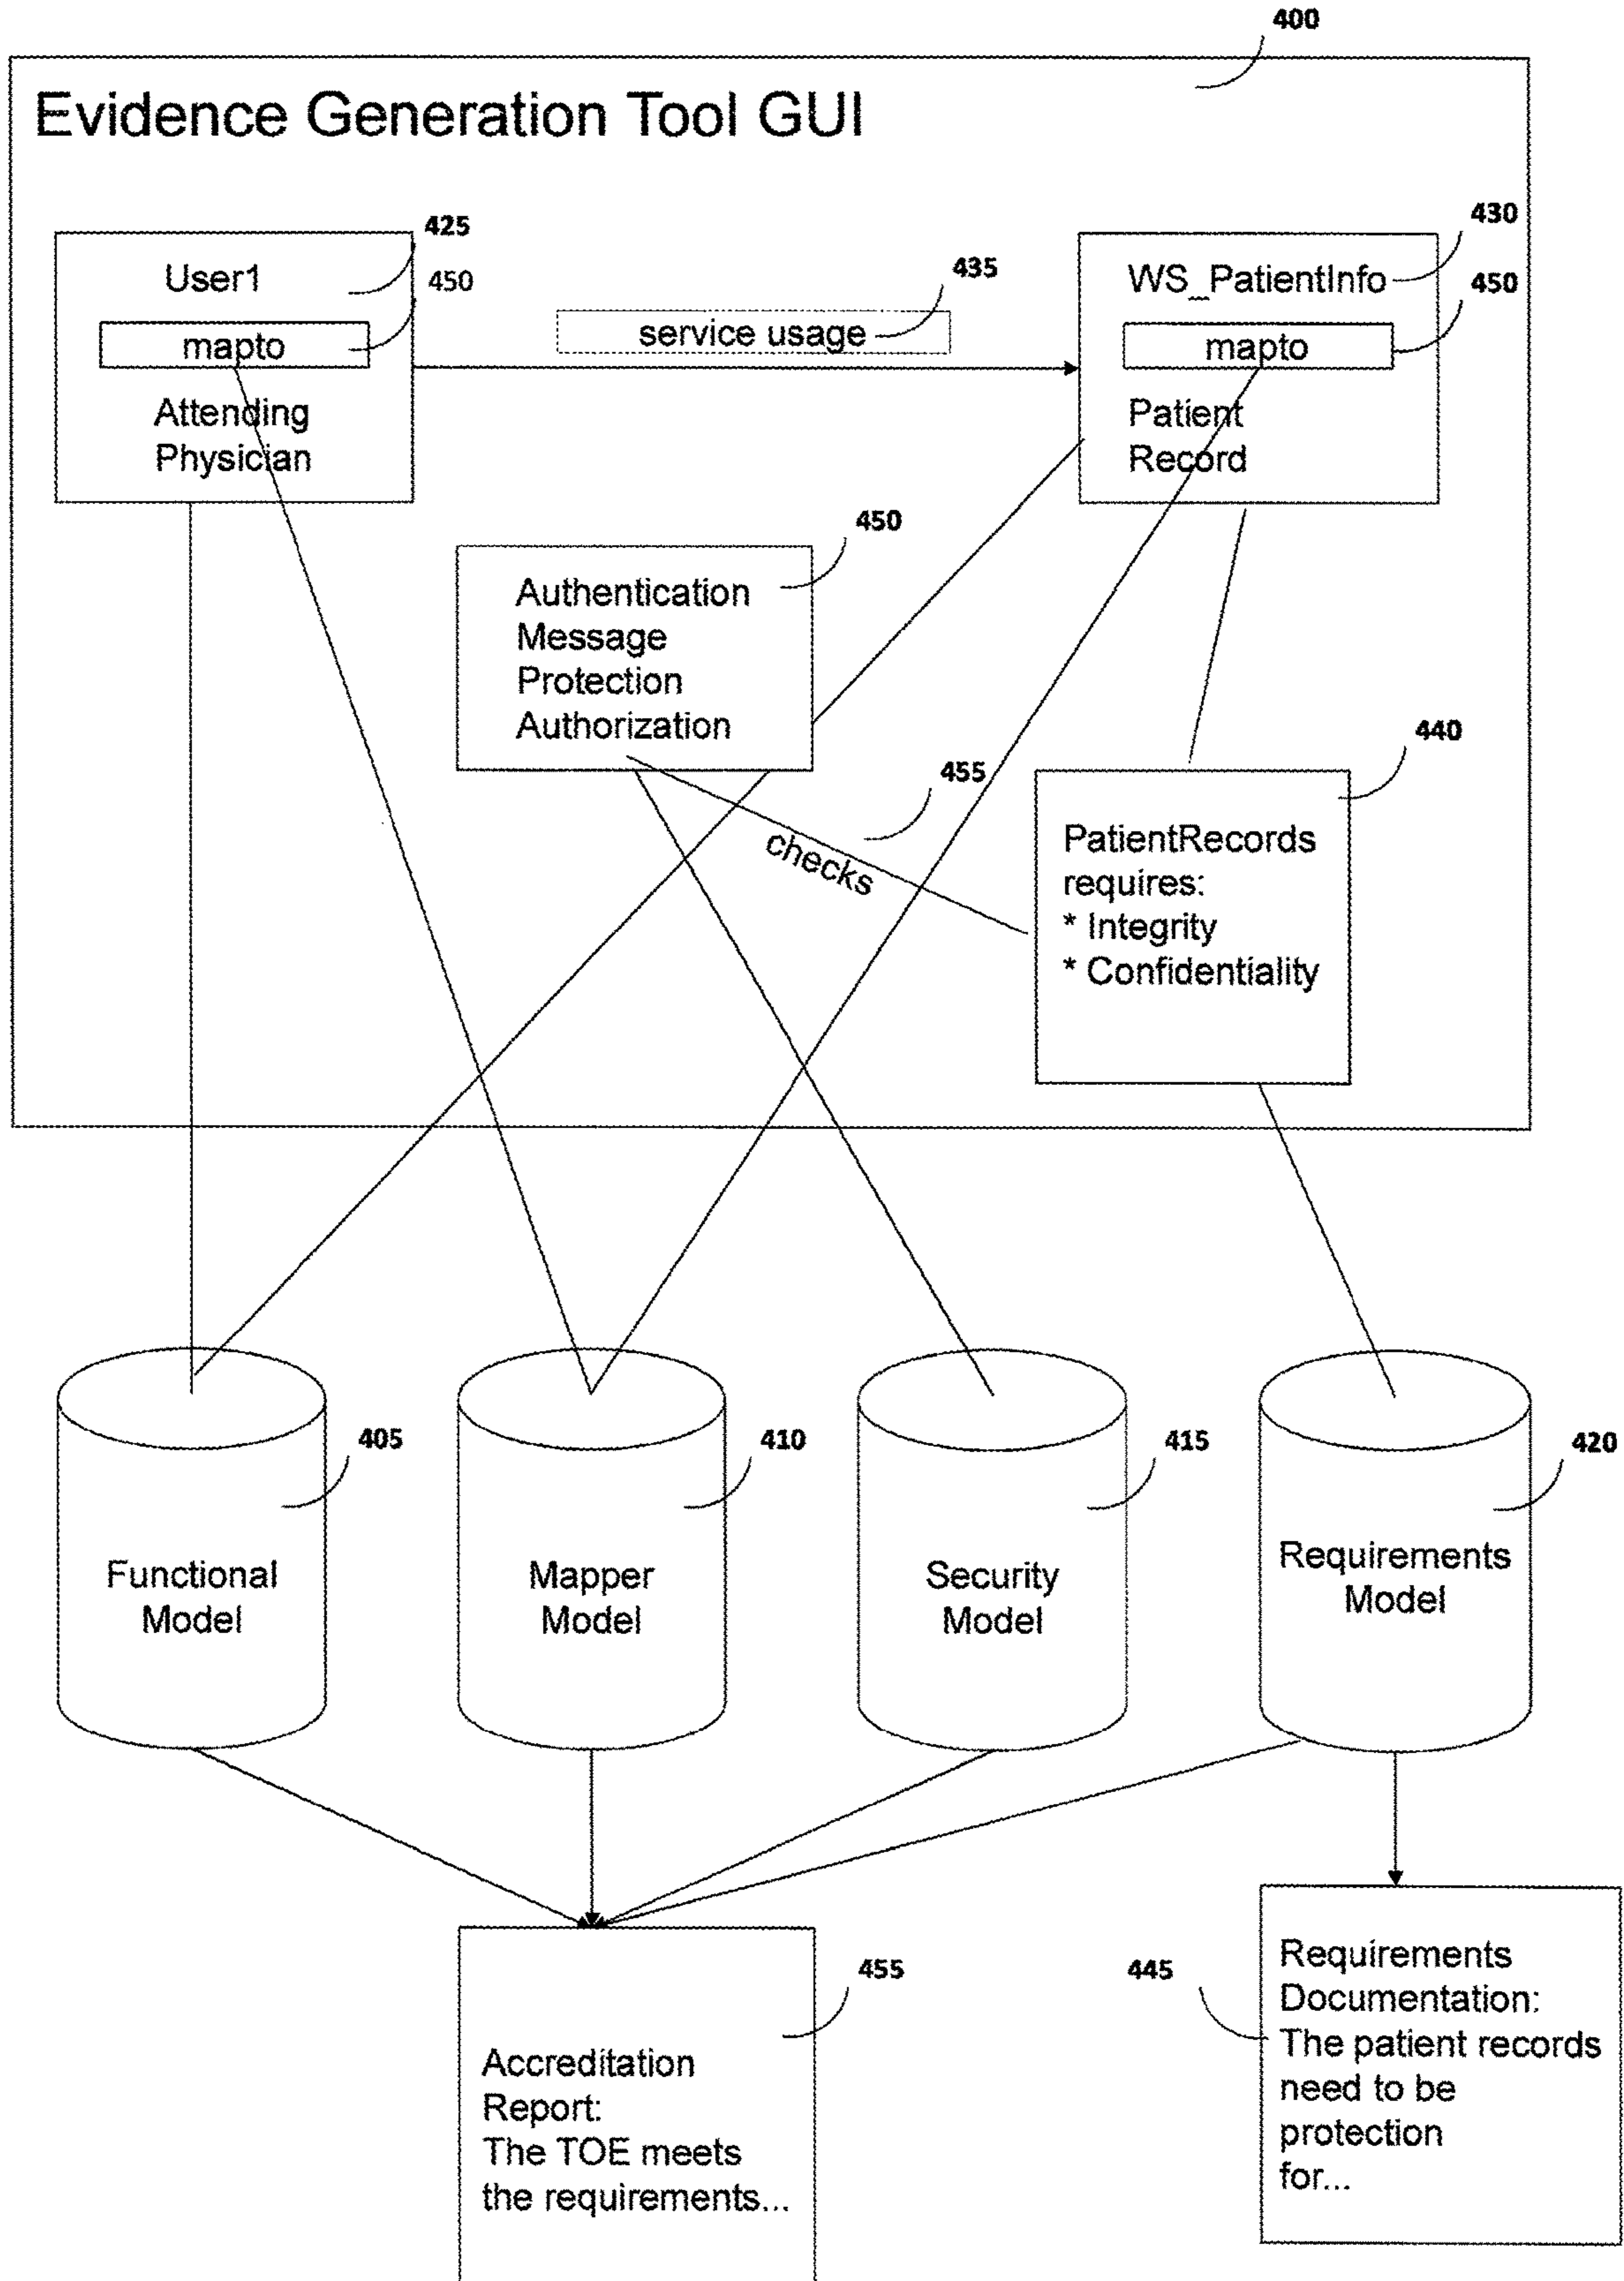 400
Evidence Generation Tool GUI
425
User1
450
mapto
Attending
Physician
435
service usage
430
WS_PatientInfo
450
mapto
Patient
Record
450
Authentication
Message
Protection
Authorization
455
checks
440
PatientRecords
requires:
* Integrity
* Confidentiality
405
Functional
Model
410
Mapper
Model
415
Security
Model
420
Requirements
Model
455
Accreditation
Report:
The TOE meets
the requirements...
445
Requirements
Documentation:
The patient records
need to be
protection
for...